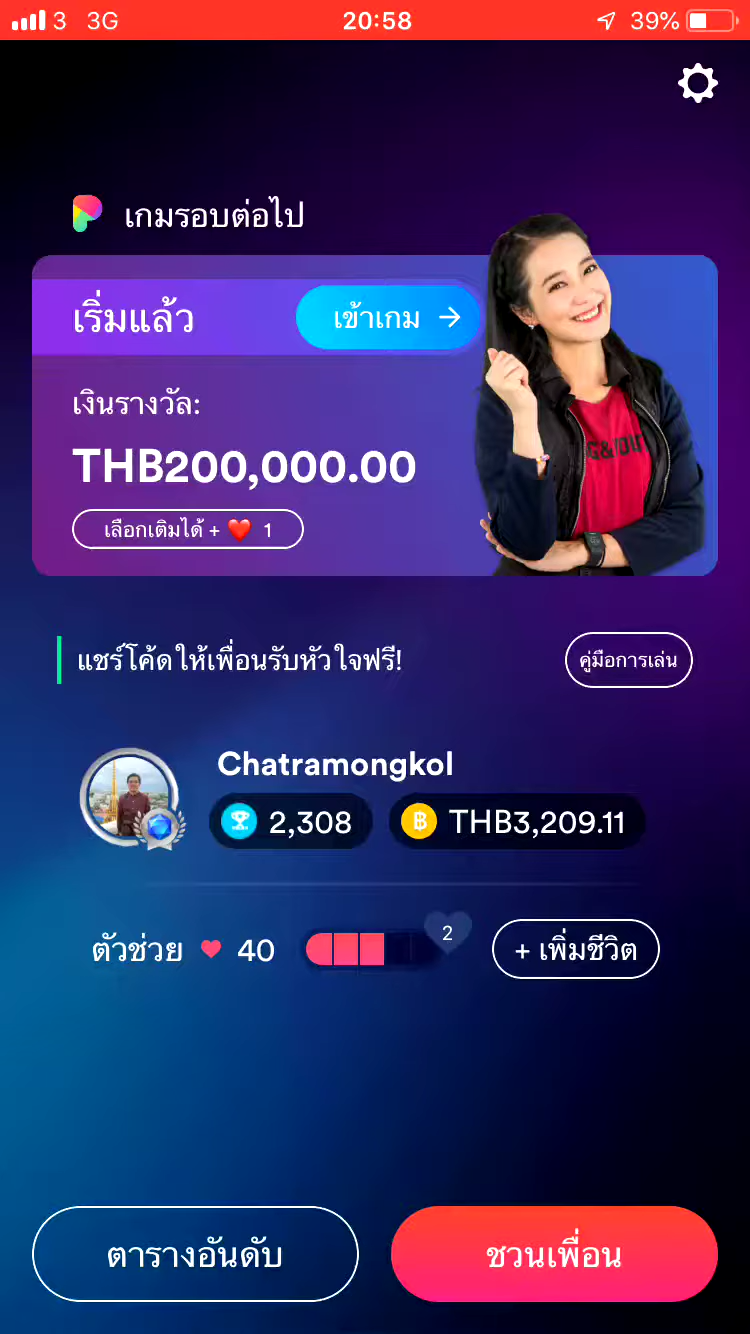 3 3G 20:58 39%
เกมรอบต่อไป
เริ่มแล้ว
เข้าเกม →
เงินรางวัล:
THB200,000.00
เลือกเติมได้ + ❤️ 1
แชร์โค้ดให้เพื่อนรับหัวใจฟรี!
คู่มือการเล่น
Chatramongkol
2,308
฿ THB3,209.11
ตัวช่วย 40
2
+ เพิ่มชีวิต
ตารางอันดับ
ชวนเพื่อน